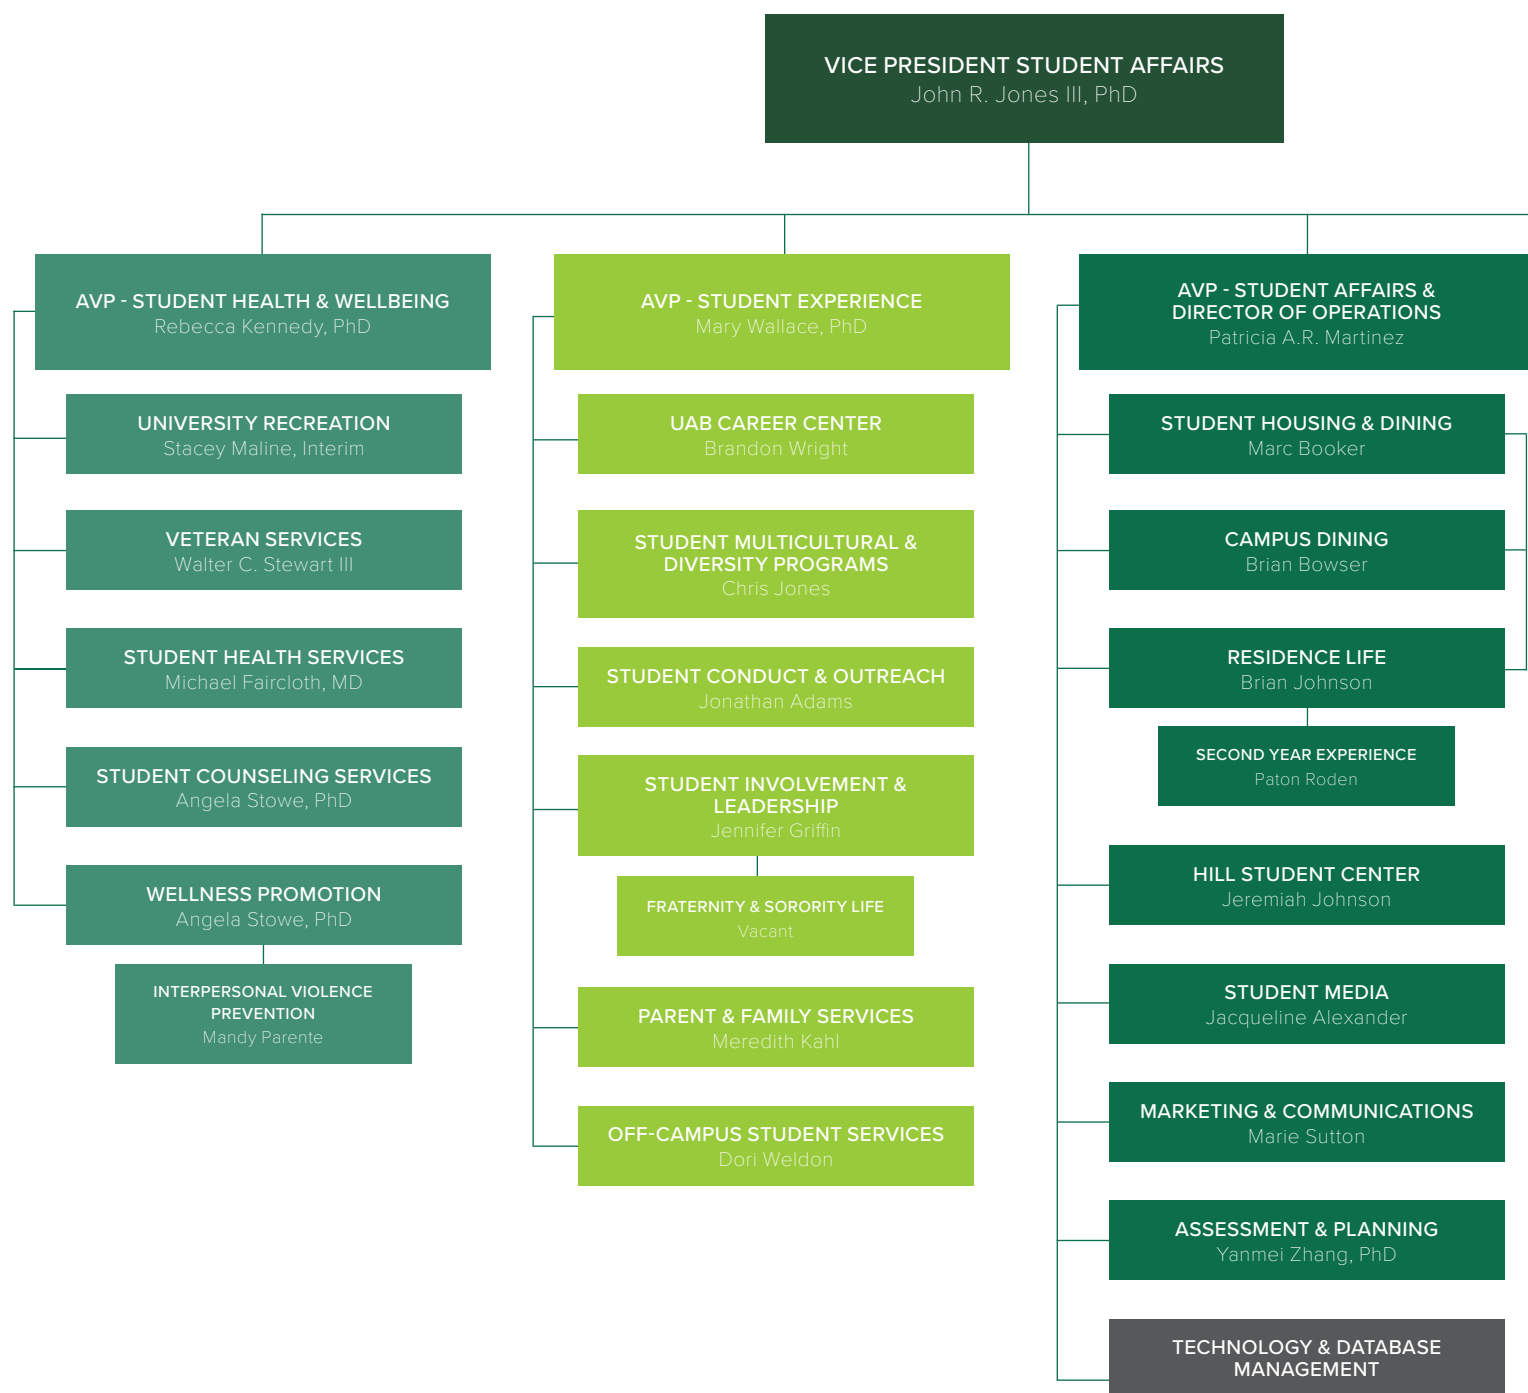 VICE PRESIDENT STUDENT AFFAIRS
John R. Jones III, PhD
AVP - STUDENT HEALTH & WELLBEING
Rebecca Kennedy, PhD
UNIVERSITY RECREATION
Stacey Maline, Interim
VETERAN SERVICES
Walter C. Stewart III
STUDENT HEALTH SERVICES
Michael Faircloth, MD
STUDENT COUNSELING SERVICES
Angela Stowe, PhD
WELLNESS PROMOTION
Angela Stowe, PhD
INTERPERSONAL VIOLENCE
PREVENTION
Mandy Parente
AVP - STUDENT EXPERIENCE
Mary Wallace, PhD
UAB CAREER CENTER
Brandon Wright
STUDENT MULTICULTURAL &
DIVERSITY PROGRAMS
Chris Jones
STUDENT CONDUCT & OUTREACH
Jonathan Adams
STUDENT INVOLVEMENT &
LEADERSHIP
Jennifer Griffin
FRATERNITY & SORORITY LIFE
Vacant
PARENT & FAMILY SERVICES
Meredith Kahl
OFF-CAMPUS STUDENT SERVICES
Dori Weldon
AVP - STUDENT AFFAIRS &
DIRECTOR OF OPERATIONS
Patricia A.R. Martinez
STUDENT HOUSING & DINING
Marc Booker
CAMPUS DINING
Brian Bowser
RESIDENCE LIFE
Brian Johnson
SECOND YEAR EXPERIENCE
Paton Roden
HILL STUDENT CENTER
Jeremiah Johnson
STUDENT MEDIA
Jacqueline Alexander
MARKETING & COMMUNICATIONS
Marie Sutton
ASSESSMENT & PLANNING
Yanmei Zhang, PhD
TECHNOLOGY & DATABASE
MANAGEMENT